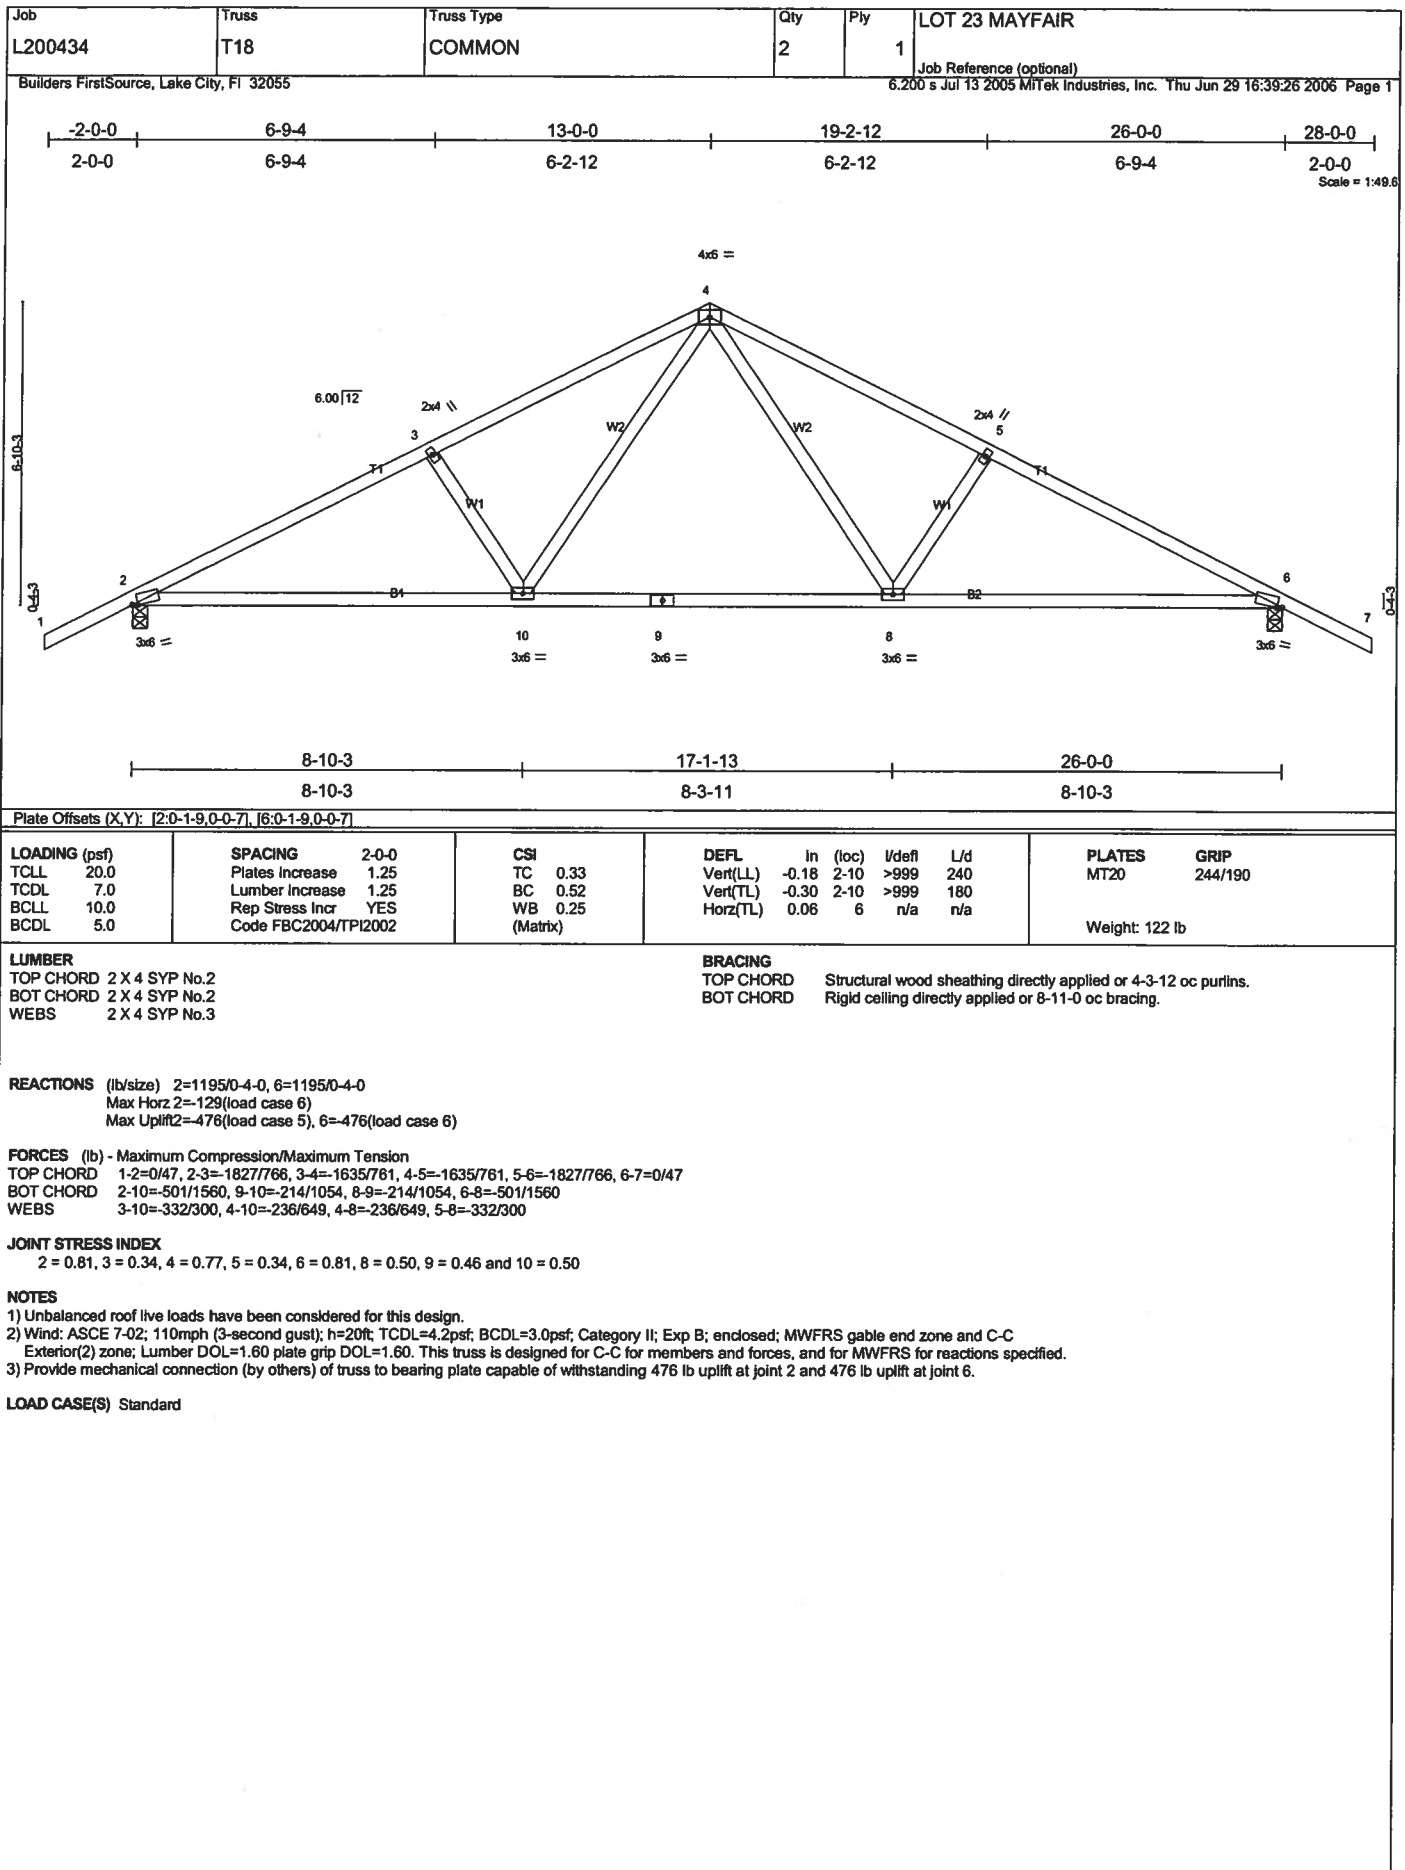 Job Truss Truss Type Qty Ply LOT 23 MAYFAIR
L200434 T18 COMMON 2 1
Job Reference (optional)
Builders FirstSource, Lake City, Fl 32055 6.200 s Jul 13 2005 MiTek Industries, Inc. Thu Jun 29 16:39:26 2006 Page 1
-2-0-0 6-9-4 13-0-0 19-2-12 26-0-0 28-0-0
2-0-0 6-9-4 6-2-12 6-2-12 6-9-4 2-0-0
Scale = 1:49.6
4x6 =
4
6.00 12
2x4 \\
2x4 //
3
5
W2
W2
6-10-3
T1
T1
W1
W1
2
6
0-4-3
B1
B2
0-4-3
1
7
3x6 =
10 9 8
3x6 =
3x6 = 3x6 = 3x6 =
8-10-3 17-1-13 26-0-0
8-10-3 8-3-11 8-10-3
Plate Offsets (X,Y): [2:0-1-9,0-0-7], [6:0-1-9,0-0-7]
LOADING (psf) SPACING 2-0-0 CSI DEFL in (loc) l/defl L/d PLATES GRIP
TCLL 20.0 Plates Increase 1.25 TC 0.33 Vert(LL) -0.18 2-10 >999 240 MT20 244/190
TCDL 7.0 Lumber Increase 1.25 BC 0.52 Vert(TL) -0.30 2-10 >999 180
BCLL 10.0 Rep Stress Incr YES WB 0.25 Horz(TL) 0.06 6 n/a n/a
BCDL 5.0 Code FBC2004/TPI2002 (Matrix) Weight: 122 lb
LUMBER
TOP CHORD 2 X 4 SYP No.2
BOT CHORD 2 X 4 SYP No.2
WEBS 2 X 4 SYP No.3
BRACING
TOP CHORD Structural wood sheathing directly applied or 4-3-12 oc purlins.
BOT CHORD Rigid ceiling directly applied or 8-11-0 oc bracing.
REACTIONS (lb/size) 2=1195/0-4-0, 6=1195/0-4-0
Max Horz 2=-129(load case 6)
Max Uplift2=-476(load case 5), 6=-476(load case 6)
FORCES (lb) - Maximum Compression/Maximum Tension
TOP CHORD 1-2=0/47, 2-3=-1827/766, 3-4=-1635/761, 4-5=-1635/761, 5-6=-1827/766, 6-7=0/47
BOT CHORD 2-10=-501/1560, 9-10=-214/1054, 8-9=-214/1054, 6-8=-501/1560
WEBS 3-10=-332/300, 4-10=-236/649, 4-8=-236/649, 5-8=-332/300
JOINT STRESS INDEX
2 = 0.81, 3 = 0.34, 4 = 0.77, 5 = 0.34, 6 = 0.81, 8 = 0.50, 9 = 0.46 and 10 = 0.50
NOTES
1) Unbalanced roof live loads have been considered for this design.
2) Wind: ASCE 7-02; 110mph (3-second gust); h=20ft; TCDL=4.2psf; BCDL=3.0psf; Category II; Exp B; enclosed; MWFRS gable end zone and C-C
Exterior(2) zone; Lumber DOL=1.60 plate grip DOL=1.60. This truss is designed for C-C for members and forces, and for MWFRS for reactions specified.
3) Provide mechanical connection (by others) of truss to bearing plate capable of withstanding 476 lb uplift at joint 2 and 476 lb uplift at joint 6.
LOAD CASE(S) Standard